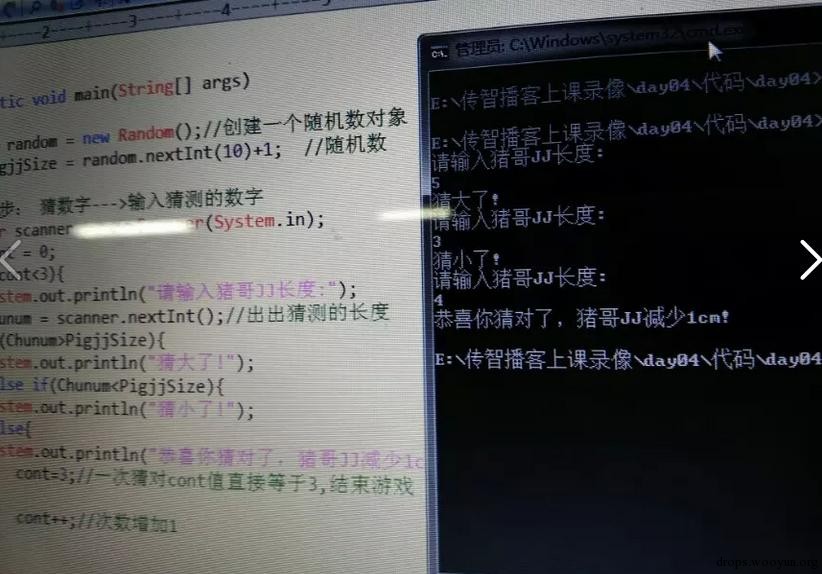 2 3 4
tic void main(String[] args)
random = new Random();//创建一个随机数对象
gjjSize = random.nextInt(10)+1; //随机数
步: 猜数字--->输入猜测的数字
r scanner (System.in);
= 0;
cont<3){
stem.out.println("请输入猪哥JJ长度:");
unum = scanner.nextInt();//出出猜测的长度
(Chunum>PigjjSize){
stem.out.println("猜大了!");
lse if(Chunum<PigjjSize){
stem.out.println("猜小了!");
lse{
stem.out.println("恭喜你猜对了, 猪哥JJ减少1c
cont=3;//一次猜对cont值直接等于3,结束游戏
cont++;//次数增加1
管理员: C:\Windows\system32\cmd.exe
E:\传智播客上课录像\day04\代码\day04>
E:\传智播客上课录像\day04\代码\day04>
请输入猪哥JJ长度:
5
猜大了!
请输入猪哥JJ长度:
3
猜小了!
请输入猪哥JJ长度:
4
恭喜你猜对了, 猪哥JJ减少1cm!
E:\传智播客上课录像\day04\代码\day04
drops.wooyun.org